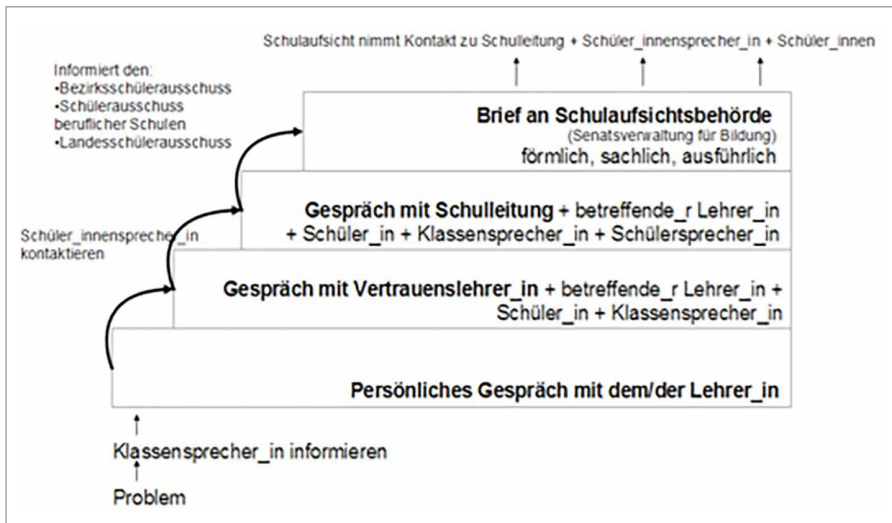 Schulaufsicht nimmt Kontakt zu Schulleitung + Schüler_innensprecher_in + Schüler_innen
Informiert den:
•Bezirksschülerausschuss
•Schülerausschuss
beruflicher Schulen
•Landesschülerausschuss
Brief an Schulaufsichtsbehörde
(Senatsverwaltung für Bildung)
förmlich, sachlich, ausführlich
Gespräch mit Schulleitung + betreffende_r Lehrer_in
+ Schüler_in + Klassensprecher_in + Schülersprecher_in
Schüler_innensprecher_in
kontaktieren
Gespräch mit Vertrauenslehrer_in + betreffende_r Lehrer_in +
Schüler_in + Klassensprecher_in
Persönliches Gespräch mit dem/der Lehrer_in
Klassensprecher_in informieren
Problem